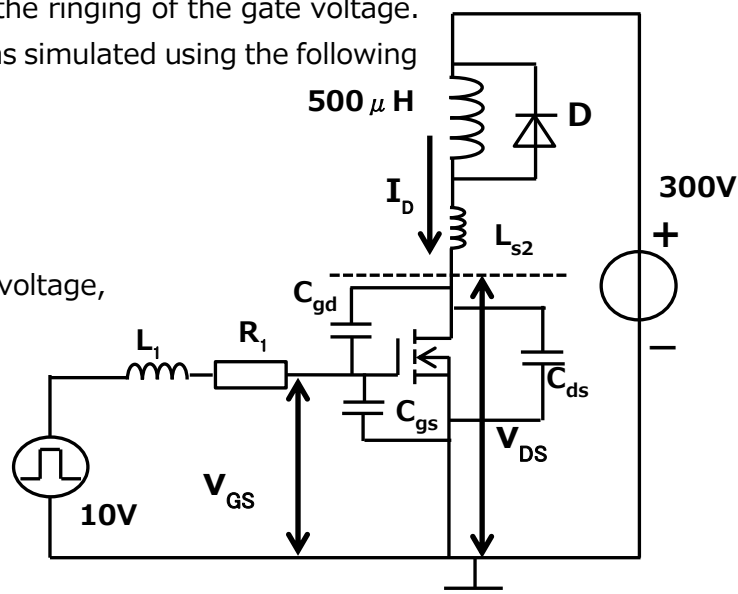 the ringing of the gate voltage.
as simulated using the following
500 μ H
D
I_D
300V
+
L_s2
voltage,
C_gd
L_1
R_1
−
C_ds
C_gs
V_DS
V_GS
10V